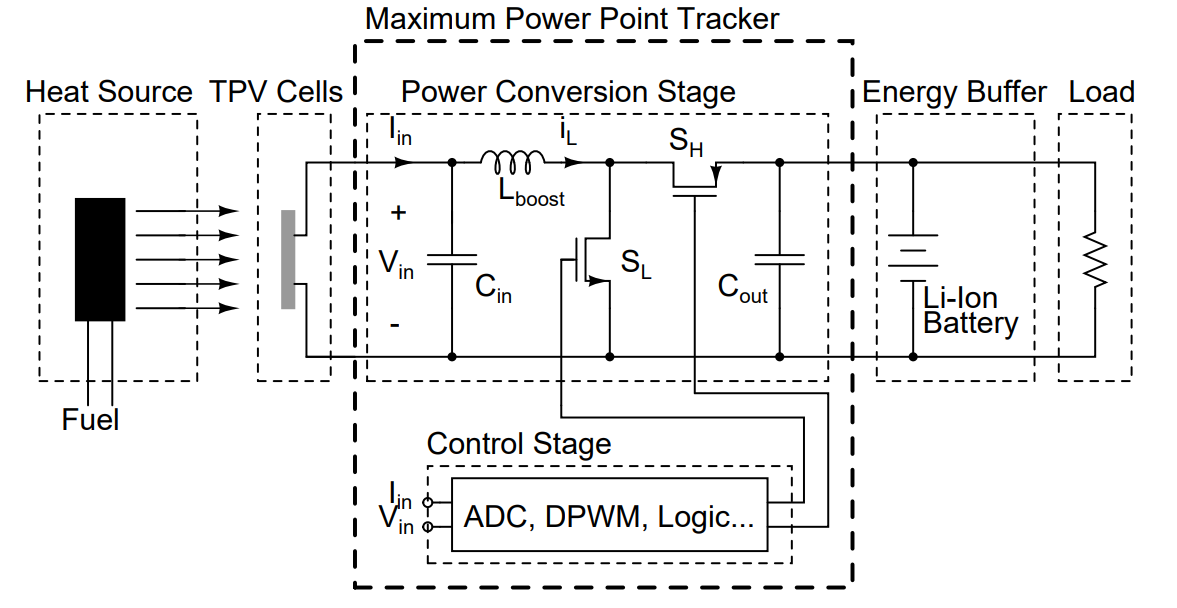 Maximum Power Point Tracker
Heat Source
TPV Cells
Power Conversion Stage
Energy Buffer
Load
Iin
iL
SH
Lboost
+
Vin
-
Cin
SL
Cout
Li-Ion
Battery
Fuel
Control Stage
Iin
Vin
ADC, DPWM, Logic...